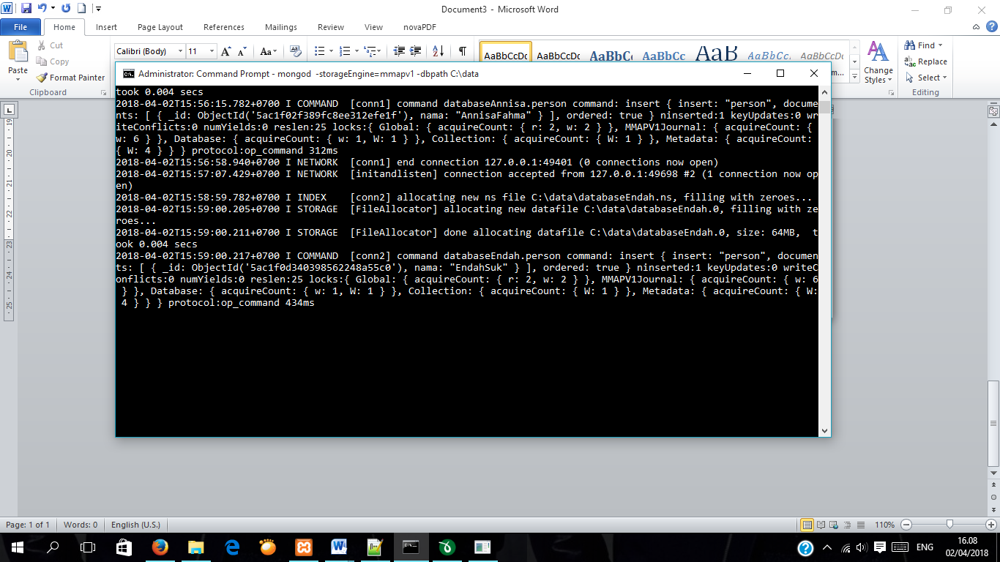 Document3 - Microsoft Word
File Home Insert Page Layout References Mailings Review View novaPDF
Paste
Cut
Copy
Format Painter
Clipboard
Calibri (Body) 11
AaBbCcDc AaBbCcDc AaBbC AaBbCc AaB AaBbCc. AaBbCcDc
Change
Styles
Find
Replace
Select
Editing
Administrator: Command Prompt - mongod -storageEngine=mmapv1 -dbpath C:\data
took 0.004 secs
2018-04-02T15:56:15.782+0700 I COMMAND  [conn1] command databaseAnnisa.person command: insert { insert: "person", docume
nts: [ { _id: ObjectId('5ac1f02f389fc8ee312efe1f'), nama: "AnnisaFahma" } ], ordered: true } ninserted:1 keyUpdates:0 wr
iteConflicts:0 numYields:0 reslen:25 locks:{ Global: { acquireCount: { r: 2, w: 2 } }, MMAPV1Journal: { acquireCount: {
w: 6 } }, Database: { acquireCount: { w: 1, W: 1 } }, Collection: { acquireCount: { W: 1 } }, Metadata: { acquireCount:
{ W: 4 } } } protocol:op_command 312ms
2018-04-02T15:56:58.940+0700 I NETWORK  [conn1] end connection 127.0.0.1:49401 (0 connections now open)
2018-04-02T15:57:07.429+0700 I NETWORK  [initandlisten] connection accepted from 127.0.0.1:49698 #2 (1 connection now op
en)
2018-04-02T15:58:59.782+0700 I INDEX    [conn2] allocating new ns file C:\data\databaseEndah.ns, filling with zeroes...
2018-04-02T15:59:00.205+0700 I STORAGE  [FileAllocator] allocating new datafile C:\data\databaseEndah.0, filling with ze
roes...
2018-04-02T15:59:00.211+0700 I STORAGE  [FileAllocator] done allocating datafile C:\data\databaseEndah.0, size: 64MB,  t
ook 0.004 secs
2018-04-02T15:59:00.217+0700 I COMMAND  [conn2] command databaseEndah.person command: insert { insert: "person", documen
ts: [ { _id: ObjectId('5ac1f0d340398562248a55c0'), nama: "EndahSuk" } ], ordered: true } ninserted:1 keyUpdates:0 writeC
onflicts:0 numYields:0 reslen:25 locks:{ Global: { acquireCount: { r: 2, w: 2 } }, MMAPV1Journal: { acquireCount: { w: 6
 } }, Database: { acquireCount: { w: 1, W: 1 } }, Collection: { acquireCount: { W: 1 } }, Metadata: { acquireCount: { W:
 4 } } } protocol:op_command 434ms
Page: 1 of 1 Words: 0 English (U.S.) 110%
ENG
16.08
02/04/2018